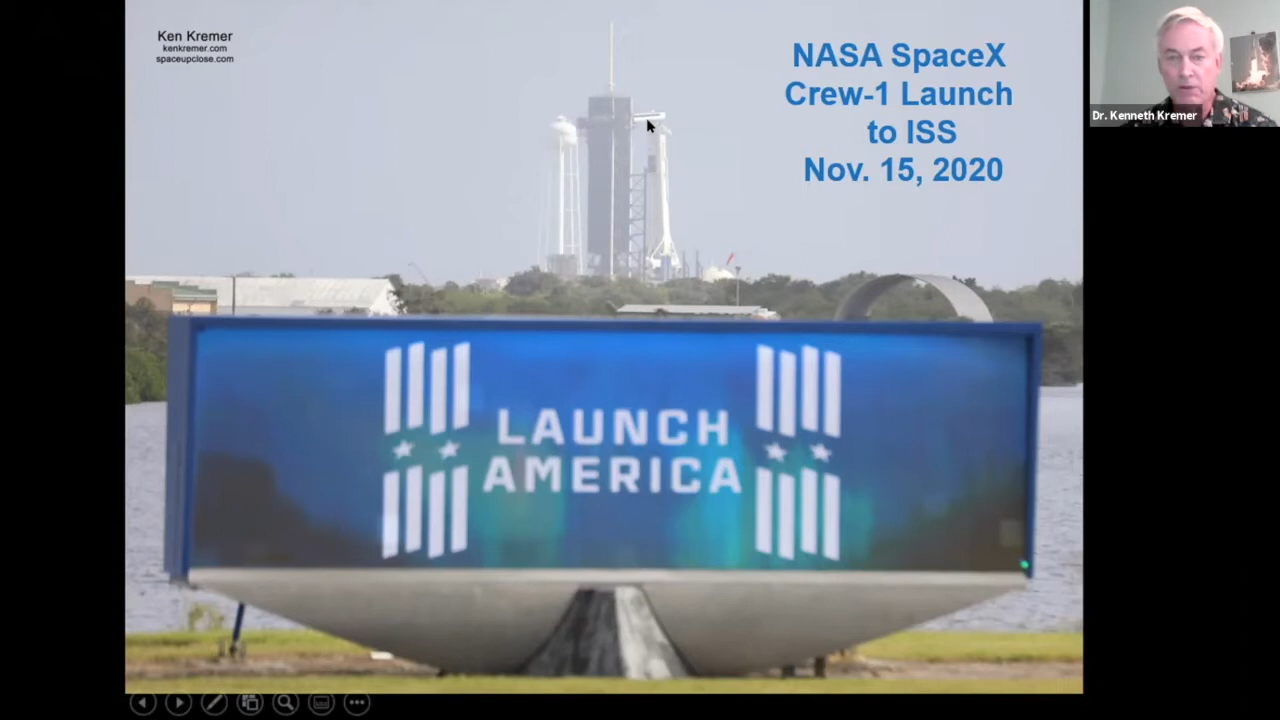 Ken Kremer
kenkremer.com
spaceupclose.com
NASA SpaceX
Crew-1 Launch
to ISS
Nov. 15, 2020
Dr. Kenneth Kremer
LAUNCH
AMERICA